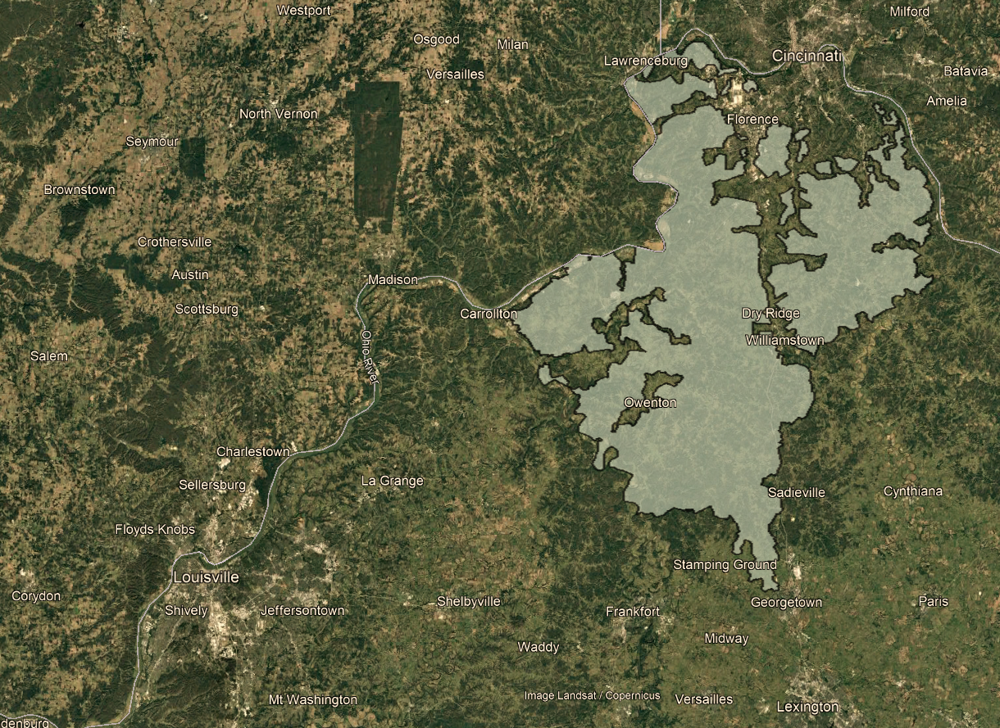 Westport
Milford
Osgood
Milan
Cincinnati
Lawrenceburg
Versailles
Batavia
Amelia
North Vernon
Florence
Seymour
Brownstown
Crothersville
Austin
Madison
Scottsburg
Carrollton
Dry Ridge
Williamstown
Ohio River
Salem
Owenton
Charlestown
La Grange
Sellersburg
Sadieville
Cynthiana
Floyds Knobs
Stamping Ground
Louisville
Corydon
Shelbyville
Georgetown
Paris
Shively
Jeffersontown
Frankfort
Midway
Waddy
Image Landsat / Copernicus
Mt Washington
Versailles
Lexington
denburg